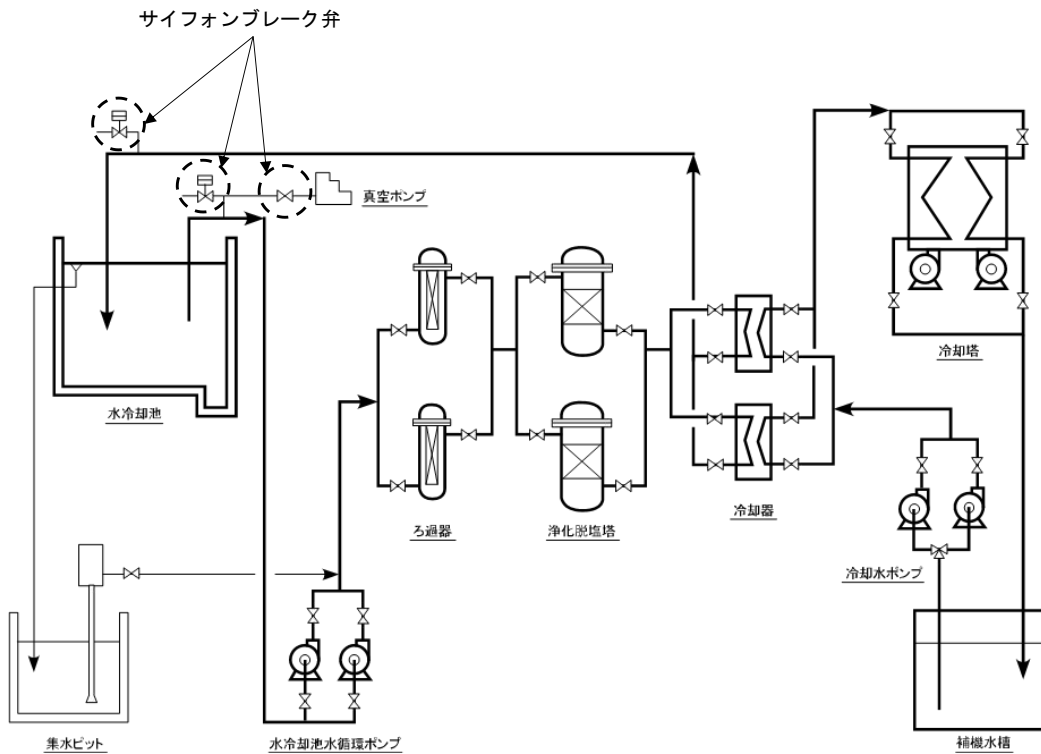 サイフォンブレーク弁
真空ポンプ
冷却塔
水冷却池
ろ過器
浄化脱塩塔
冷却器
冷却水ポンプ
集水ピット
水冷却池水循環ポンプ
補機水槽